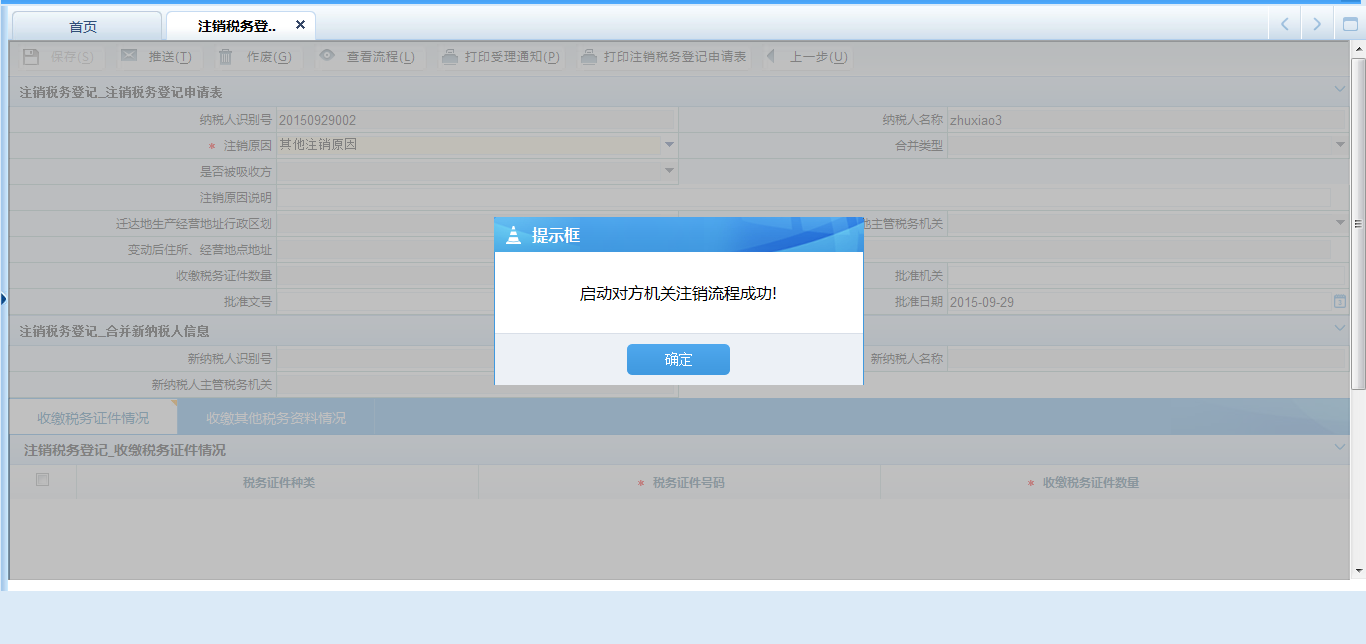 首页
注销税务登..
保存(S) 推送(T) 作废(G) 查看流程(L) 打印受理通知(P) 打印注销税务登记申请表 上一步(U)
注销税务登记_注销税务登记申请表
纳税人识别号 20150929002 纳税人名称 zhuxiao3
* 注销原因 其他注销原因 合并类型
是否被吸收方
注销原因说明
迁达地生产经营地址行政区划 主管税务机关
变动后住所、经营地点地址
收缴税务证件数量 批准机关
批准文号 批准日期 2015-09-29
注销税务登记_合并新纳税人信息
新纳税人识别号 新纳税人名称
新纳税人主管税务机关
提示框
启动对方机关注销流程成功!
确定
收缴税务证件情况 收缴其他税务资料情况
注销税务登记_收缴税务证件情况
税务证件种类 * 税务证件号码 * 收缴税务证件数量